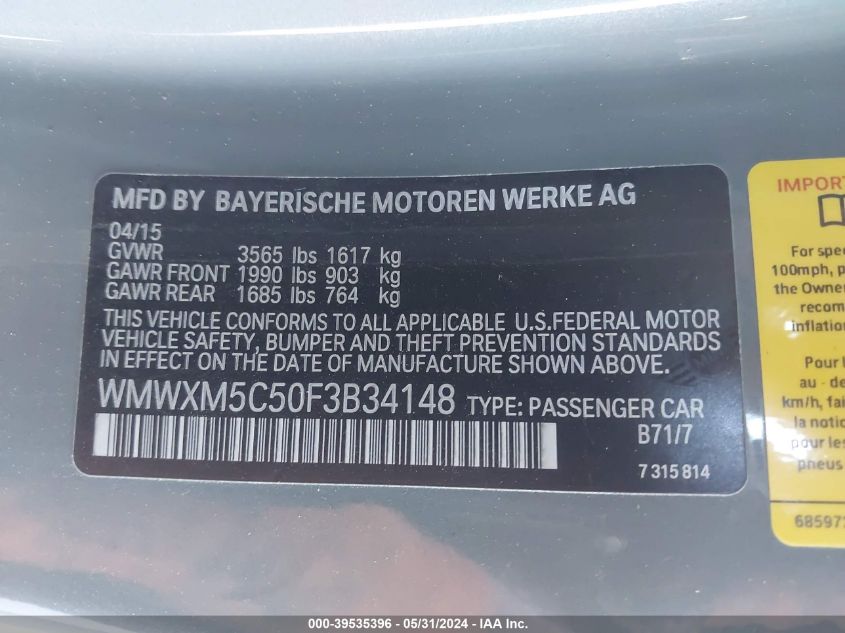 MFD BY BAYERISCHE MOTOREN WERKE AG
04/15
GVWR 3565 lbs 1617 kg
GAWR FRONT 1990 lbs 903 kg
GAWR REAR 1685 lbs 764 kg
THIS VEHICLE CONFORMS TO ALL APPLICABLE U.S.FEDERAL MOTOR
VEHICLE SAFETY, BUMPER AND THEFT PREVENTION STANDARDS
IN EFFECT ON THE DATE OF MANUFACTURE SHOWN ABOVE.
WMWXM5C50F3B34148 TYPE: PASSENGER CAR
B71/7
7 315 814
IMPORT
For spee
100mph, p
the Owner
recom
inflation
Pour l
au - de
km/h, fai
la notic
pour les
pneus
68597
000-39535396 - 05/31/2024 - IAA Inc.